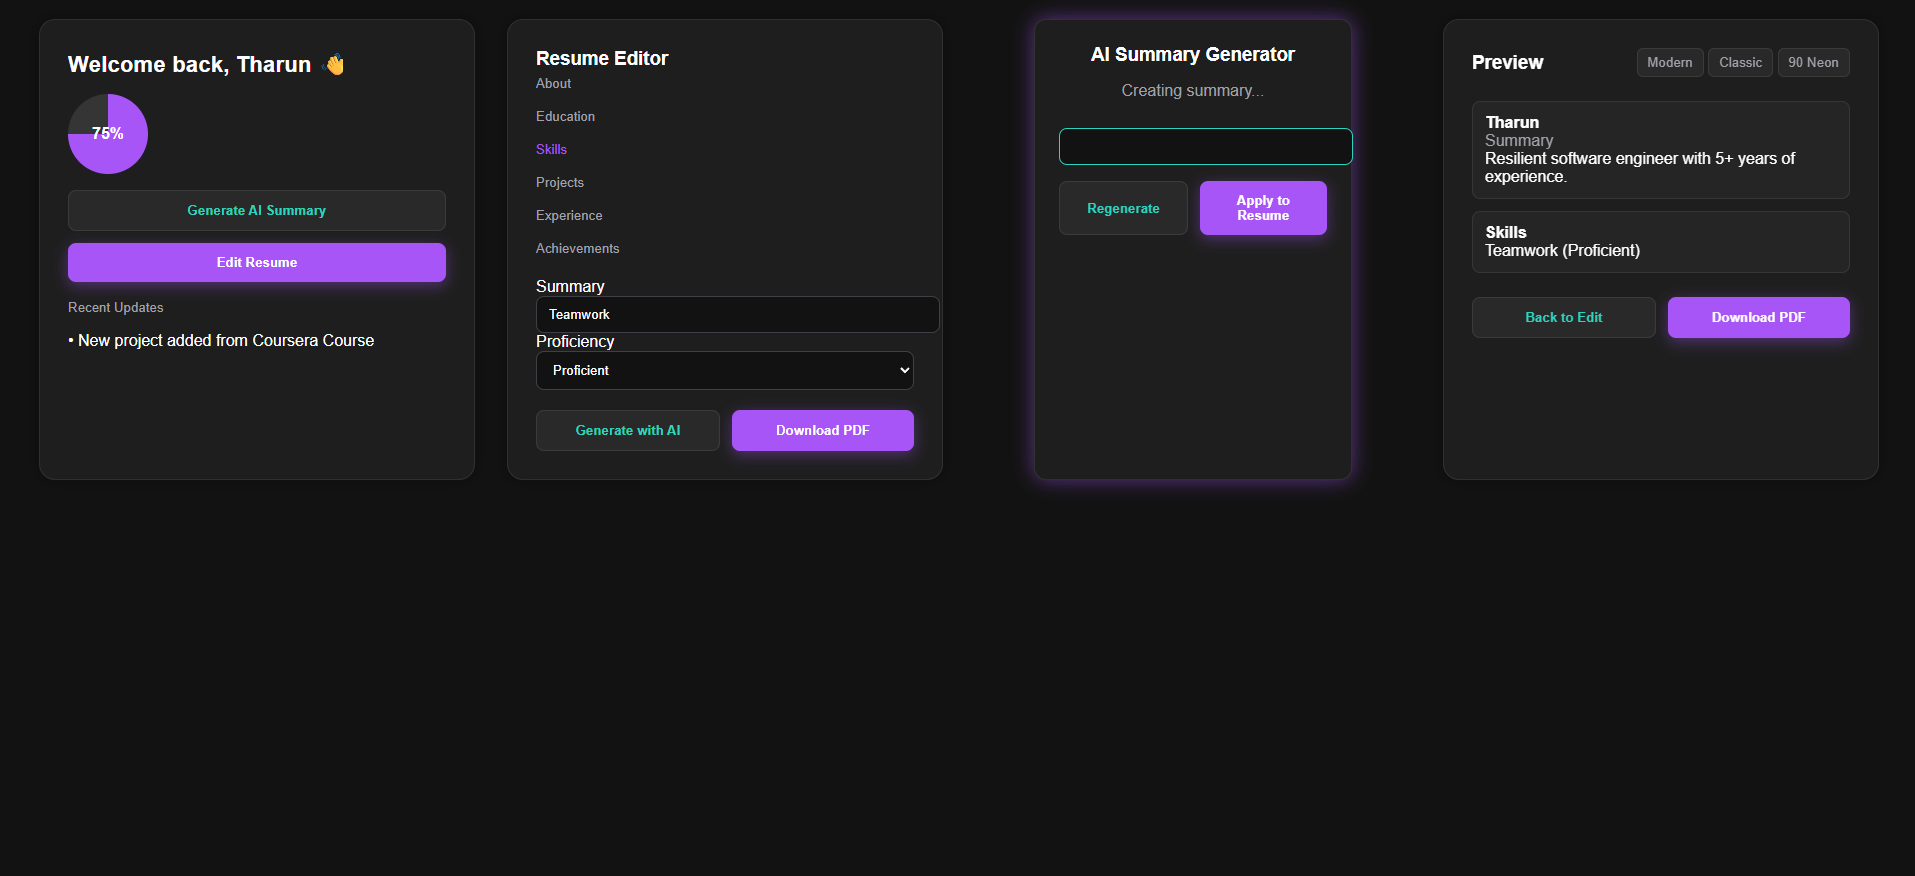 Welcome back, Tharun 👋
75%
Generate AI Summary
Edit Resume
Recent Updates
• New project added from Coursera Course
Resume Editor
About
Education
Skills
Projects
Experience
Achievements
Summary
Teamwork
Proficiency
Proficient
Generate with AI
Download PDF
AI Summary Generator
Creating summary...
Regenerate
Apply to
Resume
Preview
Modern
Classic
90 Neon
Tharun
Summary
Resilient software engineer with 5+ years of
experience.
Skills
Teamwork (Proficient)
Back to Edit
Download PDF